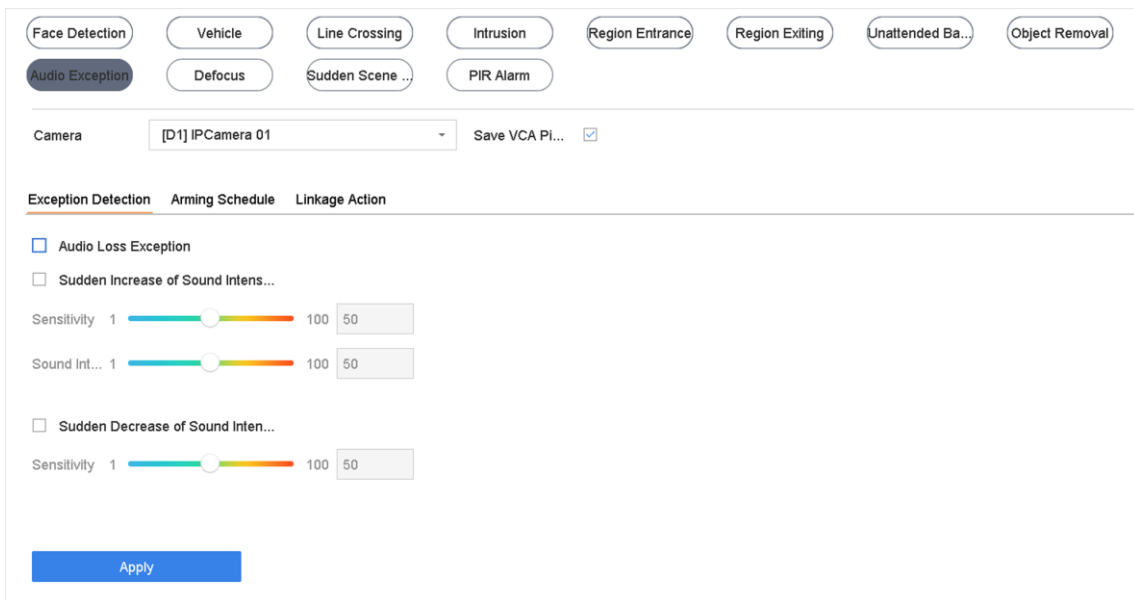 Face Detection Vehicle Line Crossing Intrusion Region Entrance Region Exiting Unattended Ba... Object Removal
Audio Exception Defocus Sudden Scene ... PIR Alarm
Camera [D1] IPCamera 01 Save VCA Pi...
Exception Detection Arming Schedule Linkage Action
Audio Loss Exception
Sudden Increase of Sound Intens...
Sensitivity 1 100 50
Sound Int... 1 100 50
Sudden Decrease of Sound Inten...
Sensitivity 1 100 50
Apply